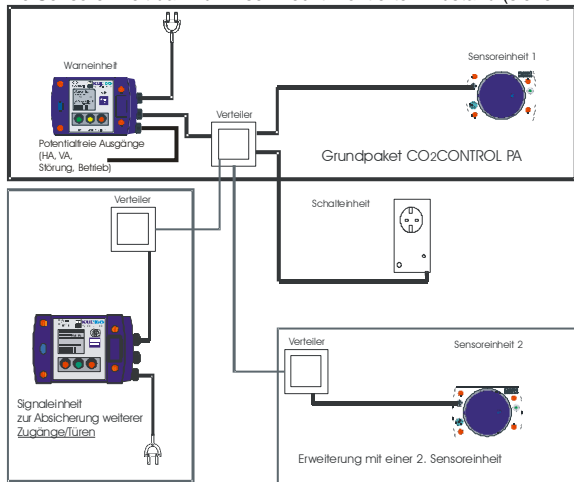 Warneinheit
Sensoreinheit 1
Verteiler
Potentialfreie Ausgänge
(HA, VA,
Störung, Betrieb)
Grundpaket CO2CONTROL PA
Verteiler
Schalteinheit
Verteiler
Sensoreinheit 2
Signaleinheit
zur Absicherung weiterer
Zugänge/Türen
Erweiterung mit einer 2. Sensoreinheit